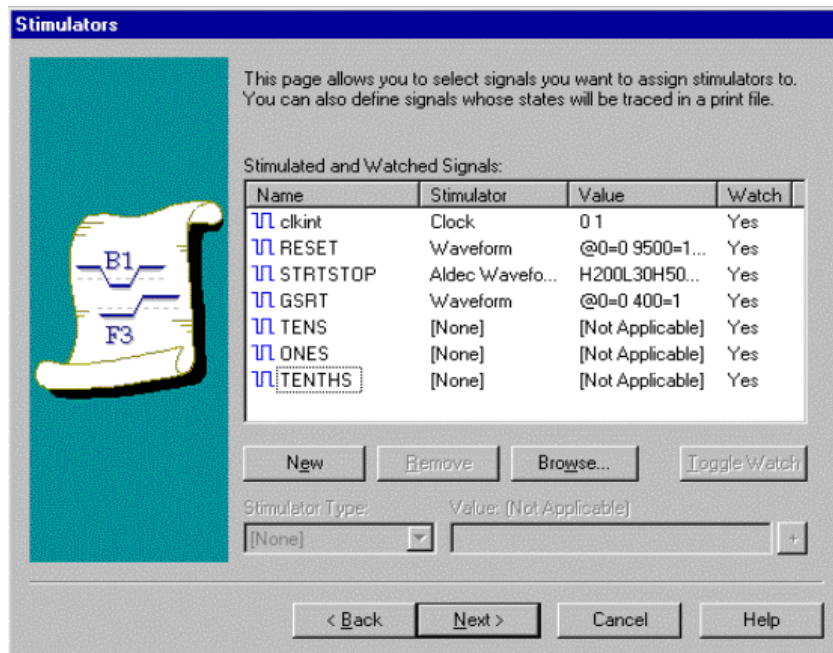 Stimulators
This page allows you to select signals you want to assign stimulators to.
You can also define signals whose states will be traced in a print file.
B1
F3
Stimulated and Watched Signals:
Name Stimulator Value Watch
clkint Clock 0 1 Yes
RESET Waveform @0=0 9500=1... Yes
STRTSTOP Aldec Wavefo... H200L30H50... Yes
GSRT Waveform @0=0 400=1 Yes
TENS [None] [Not Applicable] Yes
ONES [None] [Not Applicable] Yes
TENTHS [None] [Not Applicable] Yes
New Remove Browse... Toggle Watch
Stimulator Type: Value: (Not Applicable)
[None] +
< Back Next > Cancel Help